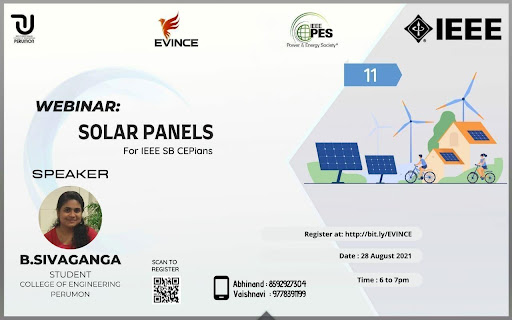 PERUMON
EVINCE
IEEE
PES
Power & Energy Society®
IEEE
11
WEBINAR:
SOLAR PANELS
For IEEE SB CEPians
SPEAKER
B.SIVAGANGA
STUDENT
COLLEGE OF ENGINEERING
PERUMON
SCAN TO
REGISTER
Abhinand : 8592927304
Vaishnavi : 9778391199
Register at: http://bit.ly/EVINCE
Date : 28 August 2021
Time : 6 to 7pm